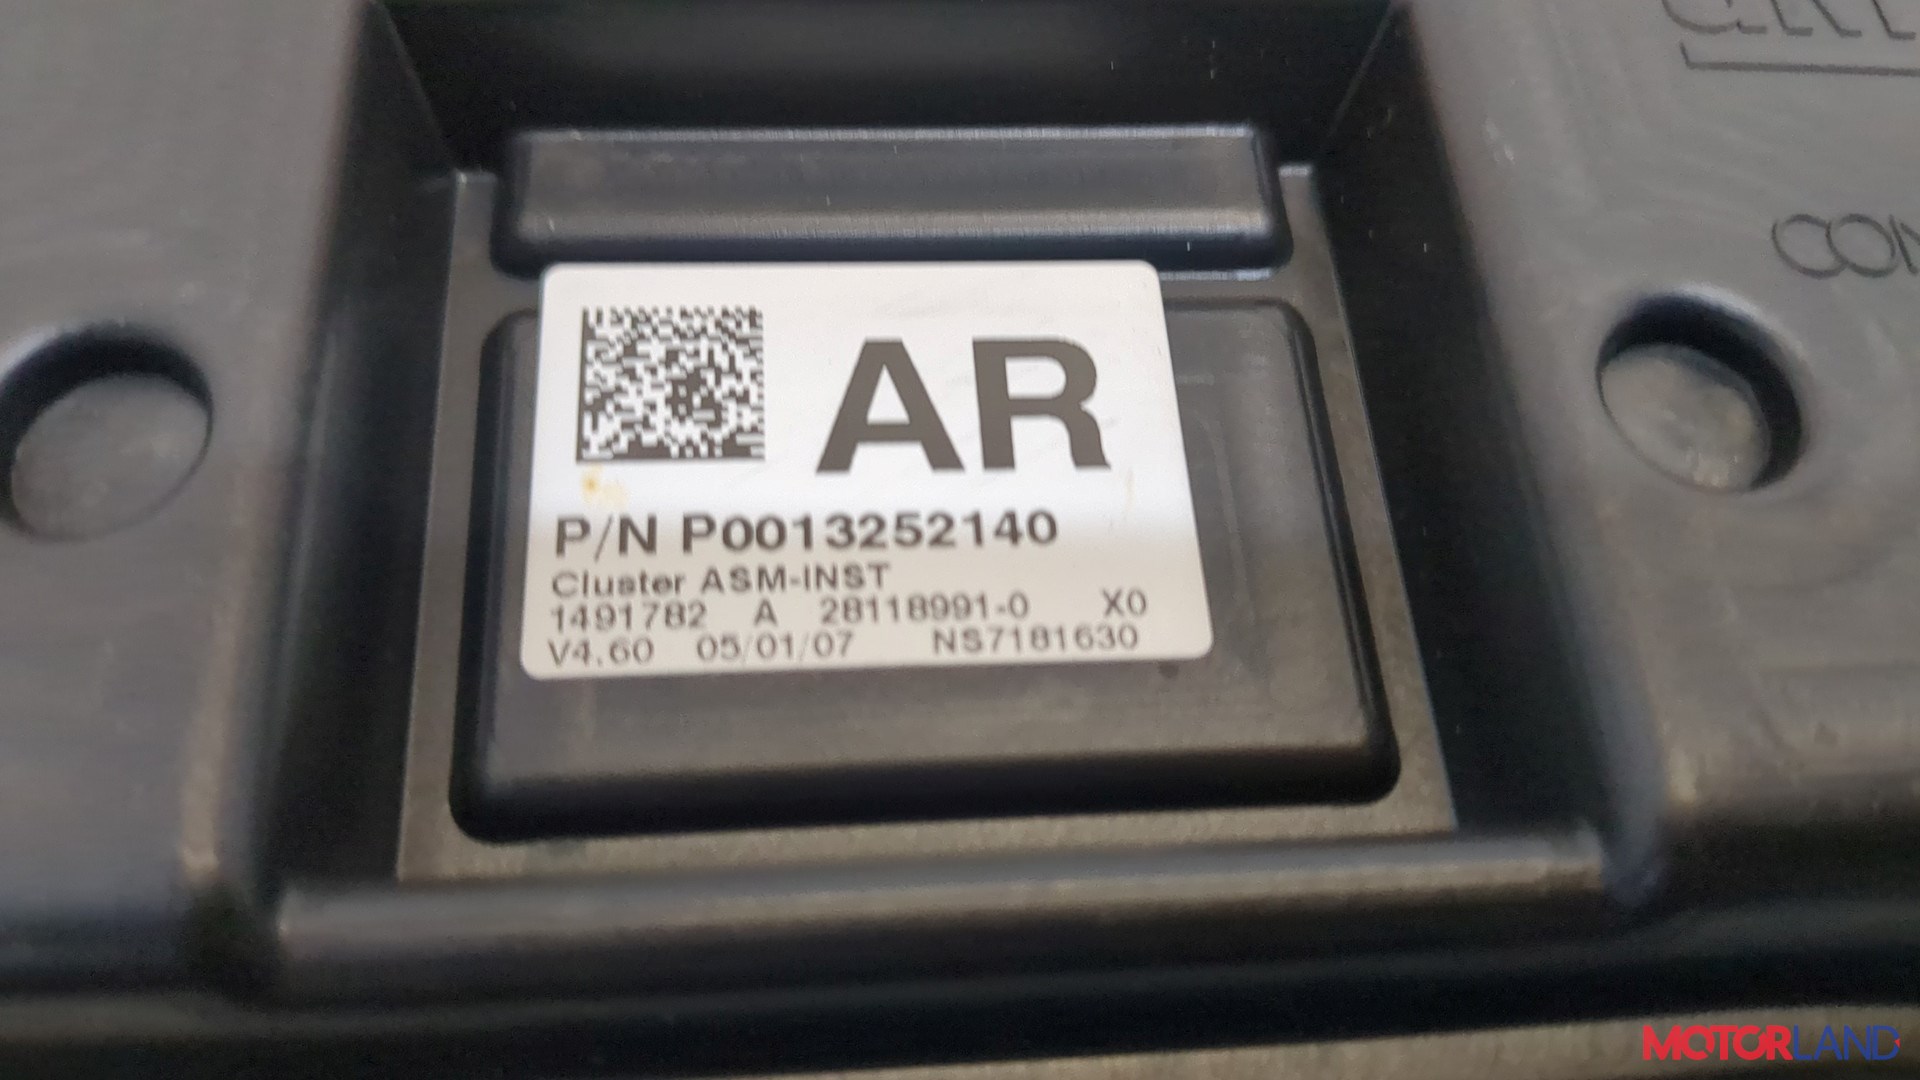 AR
P/N P0013252140
Cluster ASM-INST
1491782 A 28118991-0 X0
V4.60 05/01/07 NS7181630
MOTORLAND